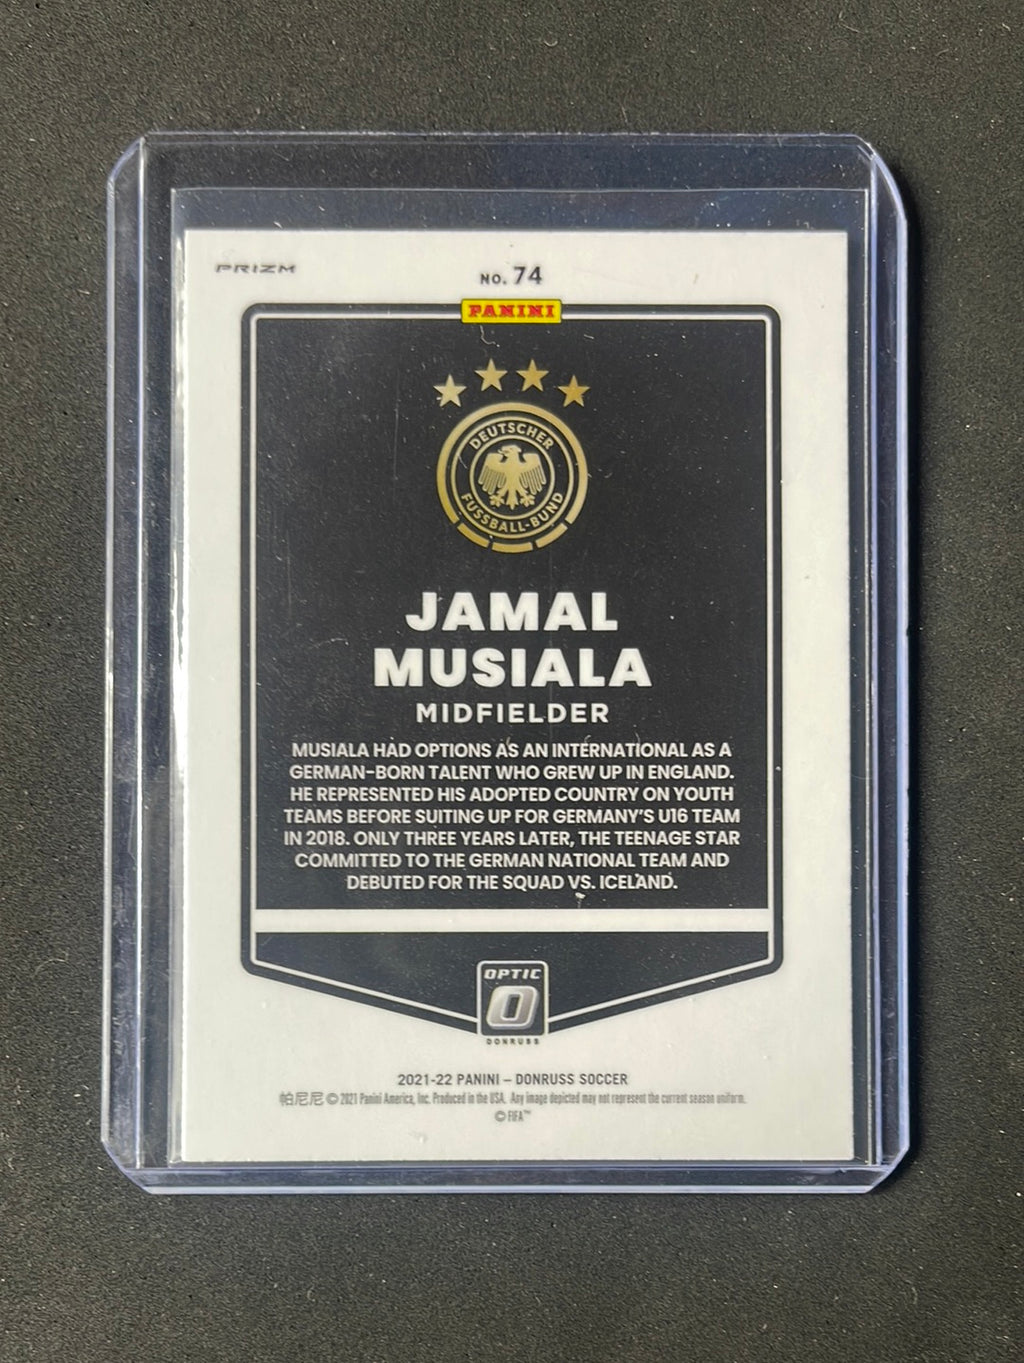 PRIZM
NO. 74
PANINI
DEUTSCHER
FUSSBALL-BUND
JAMAL
MUSIALA
MIDFIELDER
MUSIALA HAD OPTIONS AS AN INTERNATIONAL AS A
GERMAN-BORN TALENT WHO GREW UP IN ENGLAND.
HE REPRESENTED HIS ADOPTED COUNTRY ON YOUTH
TEAMS BEFORE SUITING UP FOR GERMANY'S U16 TEAM
IN 2018. ONLY THREE YEARS LATER, THE TEENAGE STAR
COMMITTED TO THE GERMAN NATIONAL TEAM AND
DEBUTED FOR THE SQUAD VS. ICELAND.
OPTIC
O
DONRUSS
2021-22 PANINI – DONRUSS SOCCER
帕尼尼 © 2021 Panini America, Inc. Produced in the USA. Any image depicted may not represent the current season uniform.
© FIFA™